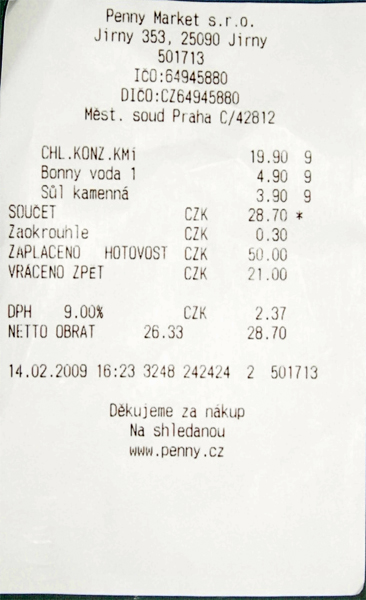 Penny Market s.r.o.
Jirny 353, 25090 Jirny
501713
IČO:64945880
DIČO:CZ64945880
Měst. soud Praha C/42812
CHL.KONZ.KMi 19.90 9
Bonny voda 1 4.90 9
Sůl kamenná 3.90 9
SOUČET CZK 28.70 *
Zaokrouhle CZK 0.30
ZAPLACENO HOTOVOST CZK 50.00
VRÁCENO ZPĚT CZK 21.00
DPH 9.00% CZK 2.37
NETTO OBRAT 26.33 28.70
14.02.2009 16:23 3248 242424 2 501713
Děkujeme za nákup
Na shledanou
www.penny.cz